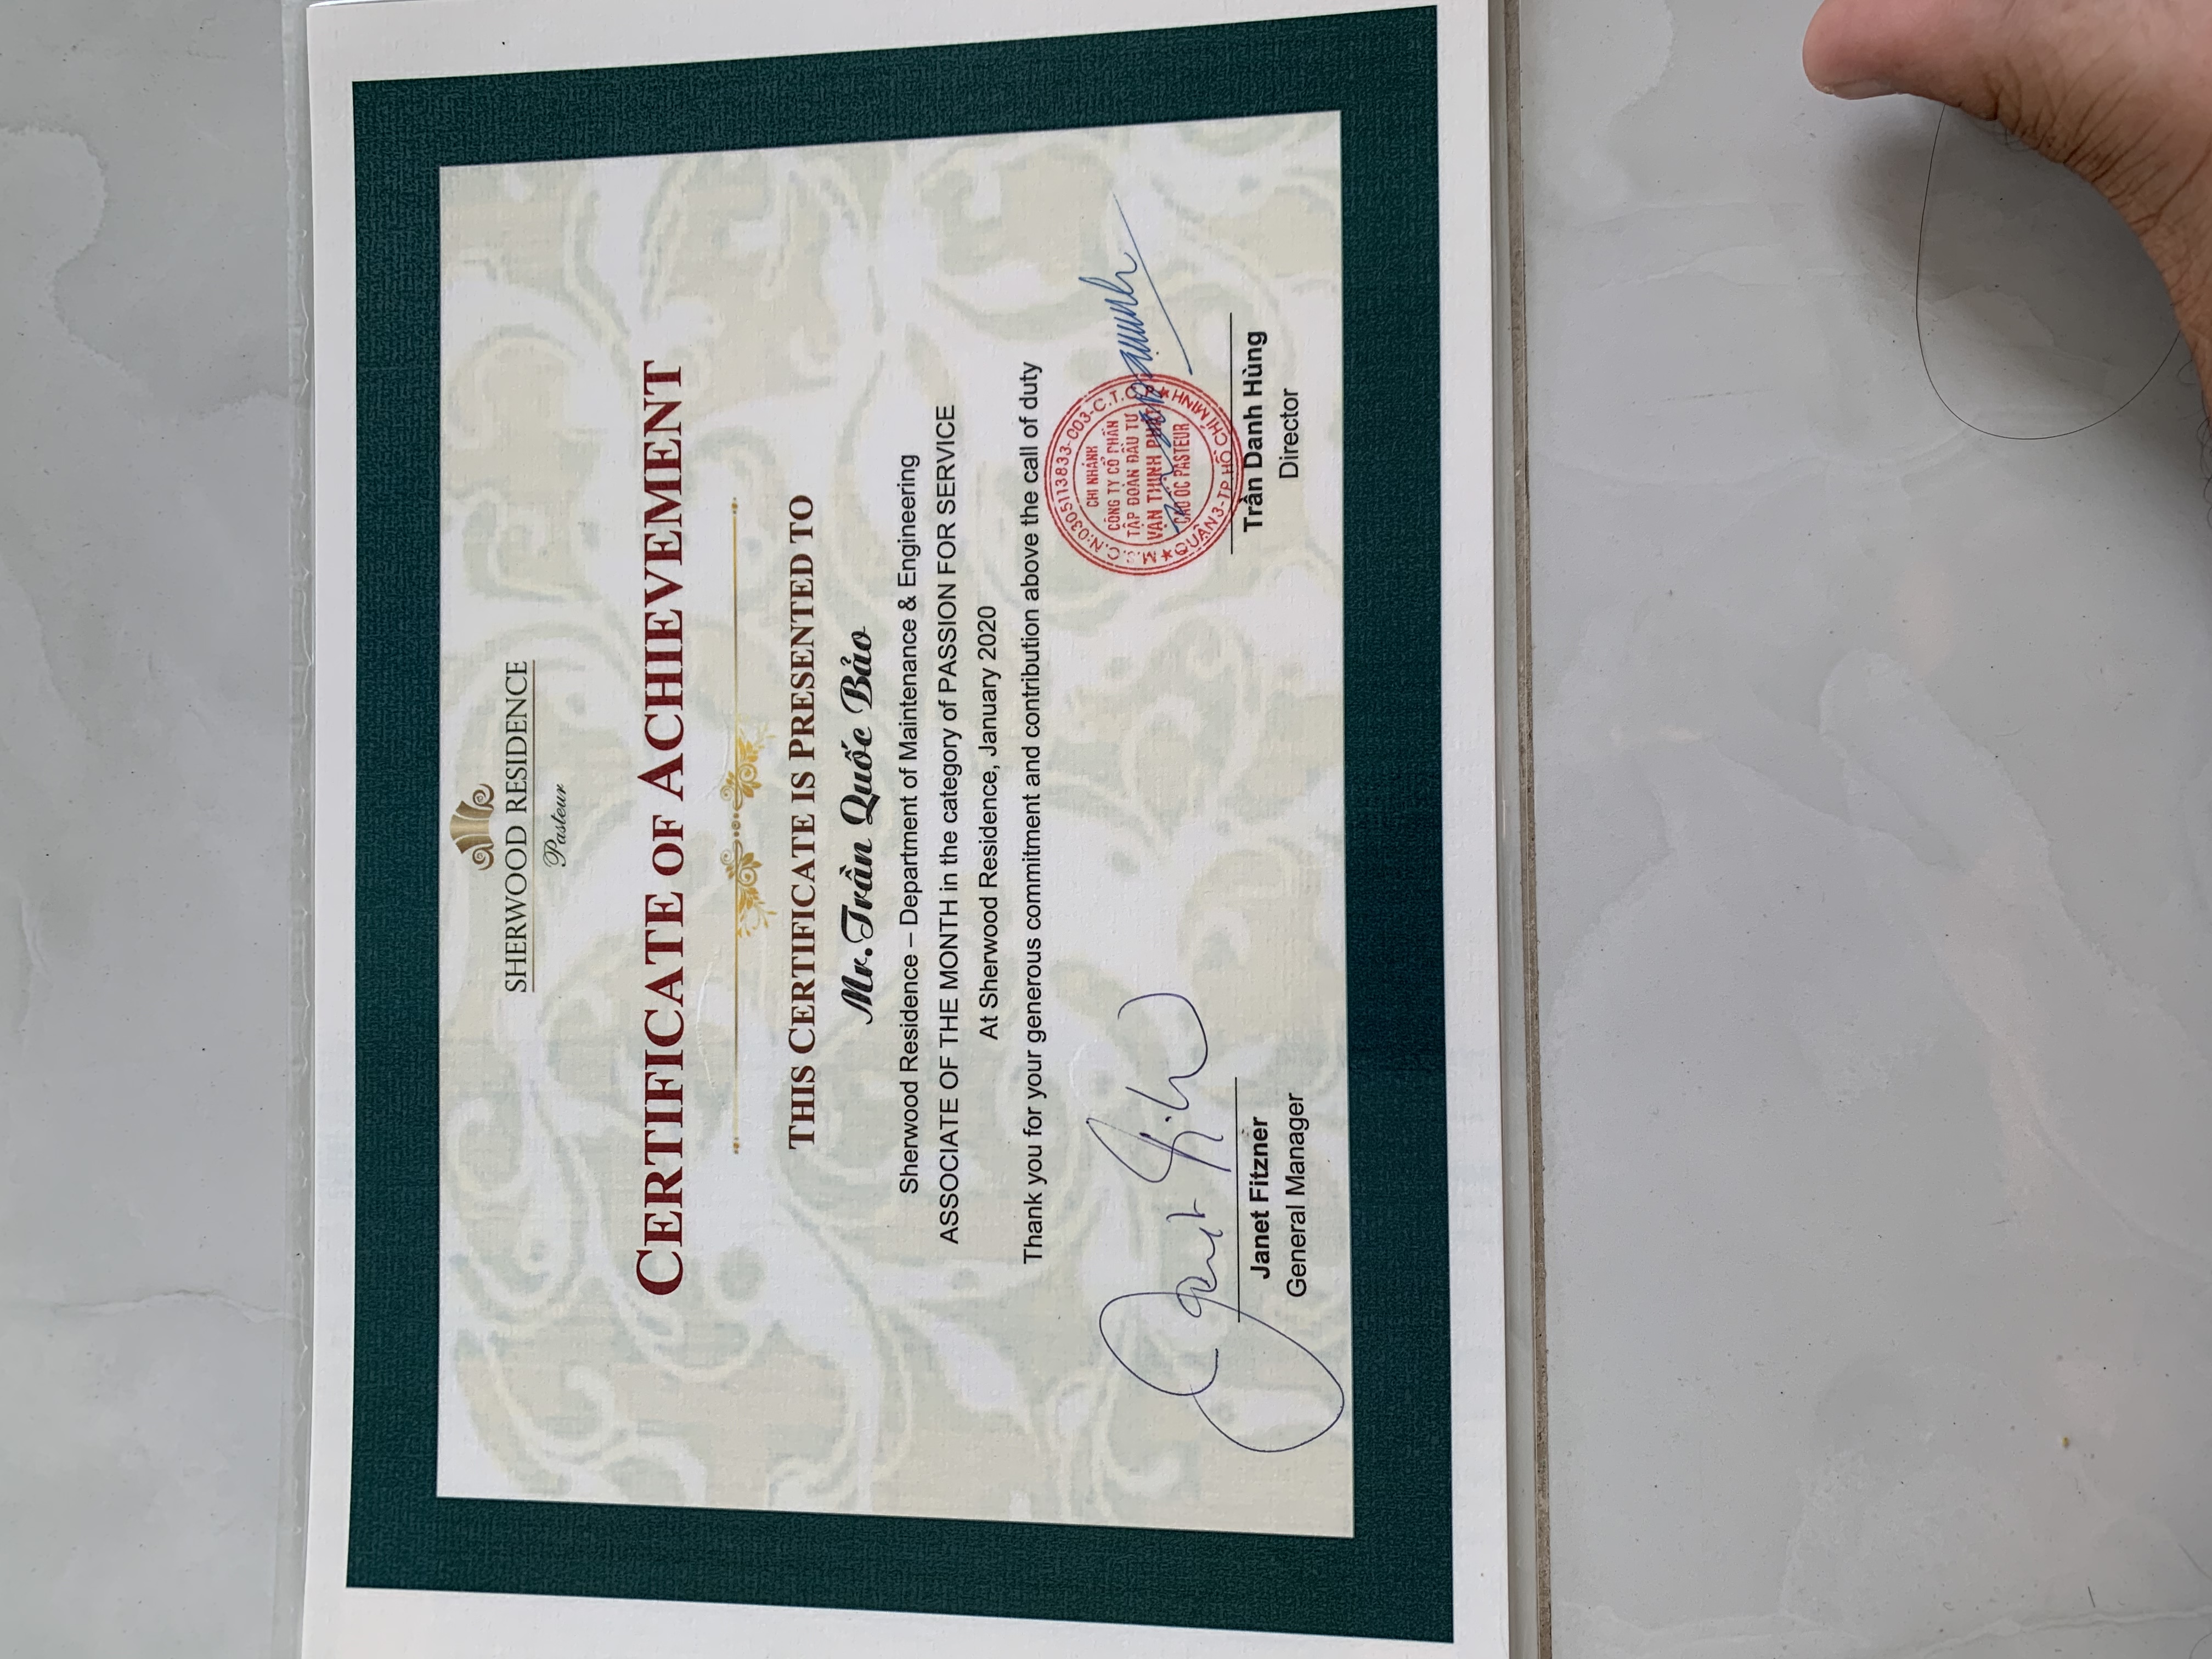 SHERWOOD RESIDENCE
Pasteur
CERTIFICATE OF ACHIEVEMENT
THIS CERTIFICATE IS PRESENTED TO
Mr.Trần Quốc Bảo
Sherwood Residence – Department of Maintenance & Engineering
ASSOCIATE OF THE MONTH in the category of PASSION FOR SERVICE
At Sherwood Residence, January 2020
Thank you for your generous commitment and contribution above the call of duty
Janet Fitzner
General Manager
M.S.C.N:0305113833-C03-C.T.C.P
CHI NHÁNH
CÔNG TY CỔ PHẦN
TẬP ĐOÀN ĐẦU TƯ
VẠN THỊNH
PASTEUR
QUẬN 3-TP HỒ CHÍ MINH
Trần Danh Hùng
Director